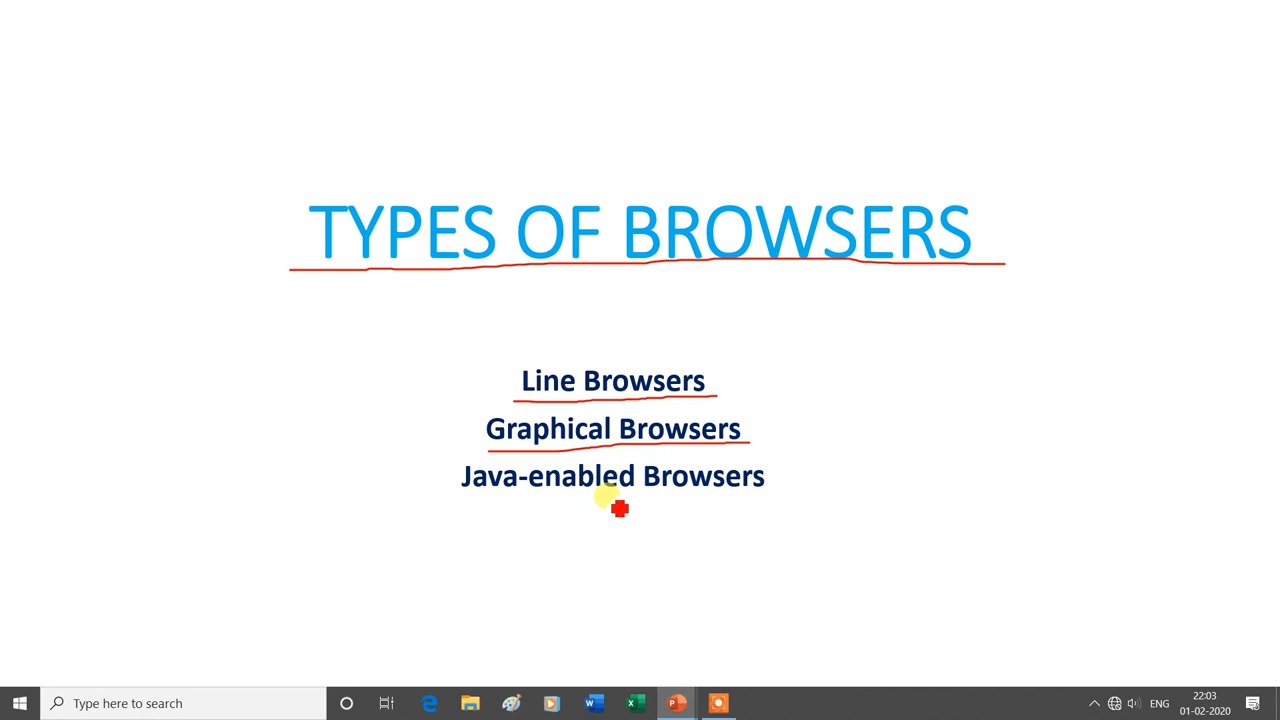 TYPES OF BROWSERS
Line Browsers
Graphical Browsers
Java-enabled Browsers
Type here to search
ENG
22:03
01-02-2020